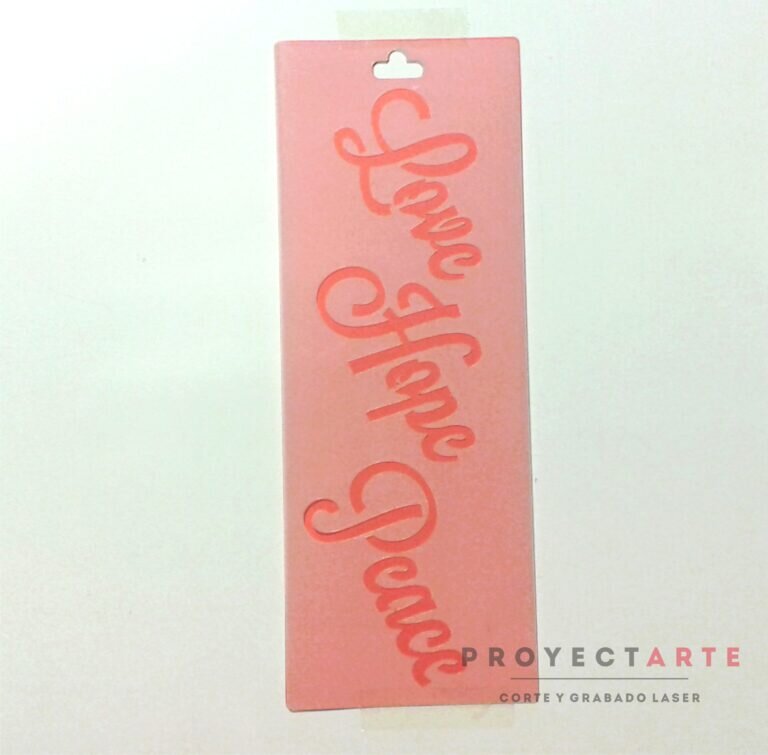 Love
Hope
Peace
PROYECTARTE
CORTE Y GRABADO LASER